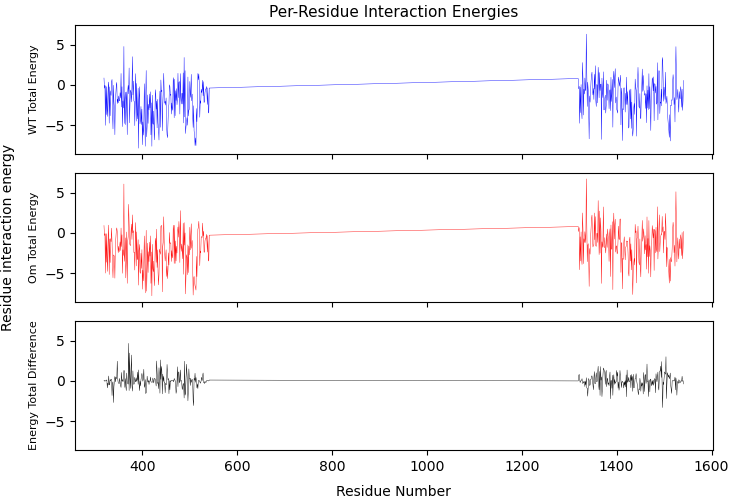 Per-Residue Interaction Energies
Residue interaction energy
WT Total Energy
5
0
−5
Om Total Energy
5
0
−5
Energy Total Difference
5
0
−5
400 600 800 1000 1200 1400 1600
Residue Number